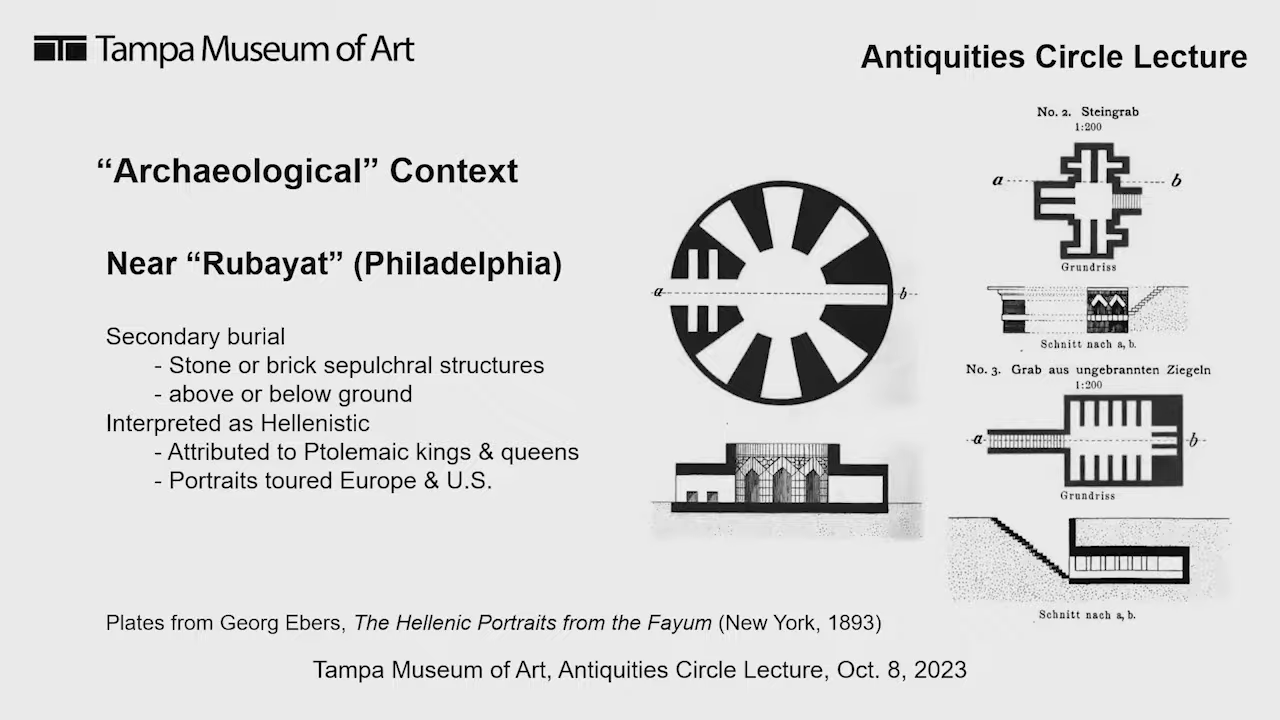 Tampa Museum of Art
Antiquities Circle Lecture
“Archaeological” Context
Near “Rubayat” (Philadelphia)
Secondary burial
- Stone or brick sepulchral structures
- above or below ground
Interpreted as Hellenistic
- Attributed to Ptolemaic kings & queens
- Portraits toured Europe & U.S.
a
b
No. 2. Steingrab
1:200
a
b
Grundriss
Schnitt nach a, b.
No. 3. Grab aus ungebrannten Ziegeln
1:200
a
b
Grundriss
Schnitt nach a, b.
Plates from Georg Ebers, The Hellenic Portraits from the Fayum (New York, 1893)
Tampa Museum of Art, Antiquities Circle Lecture, Oct. 8, 2023